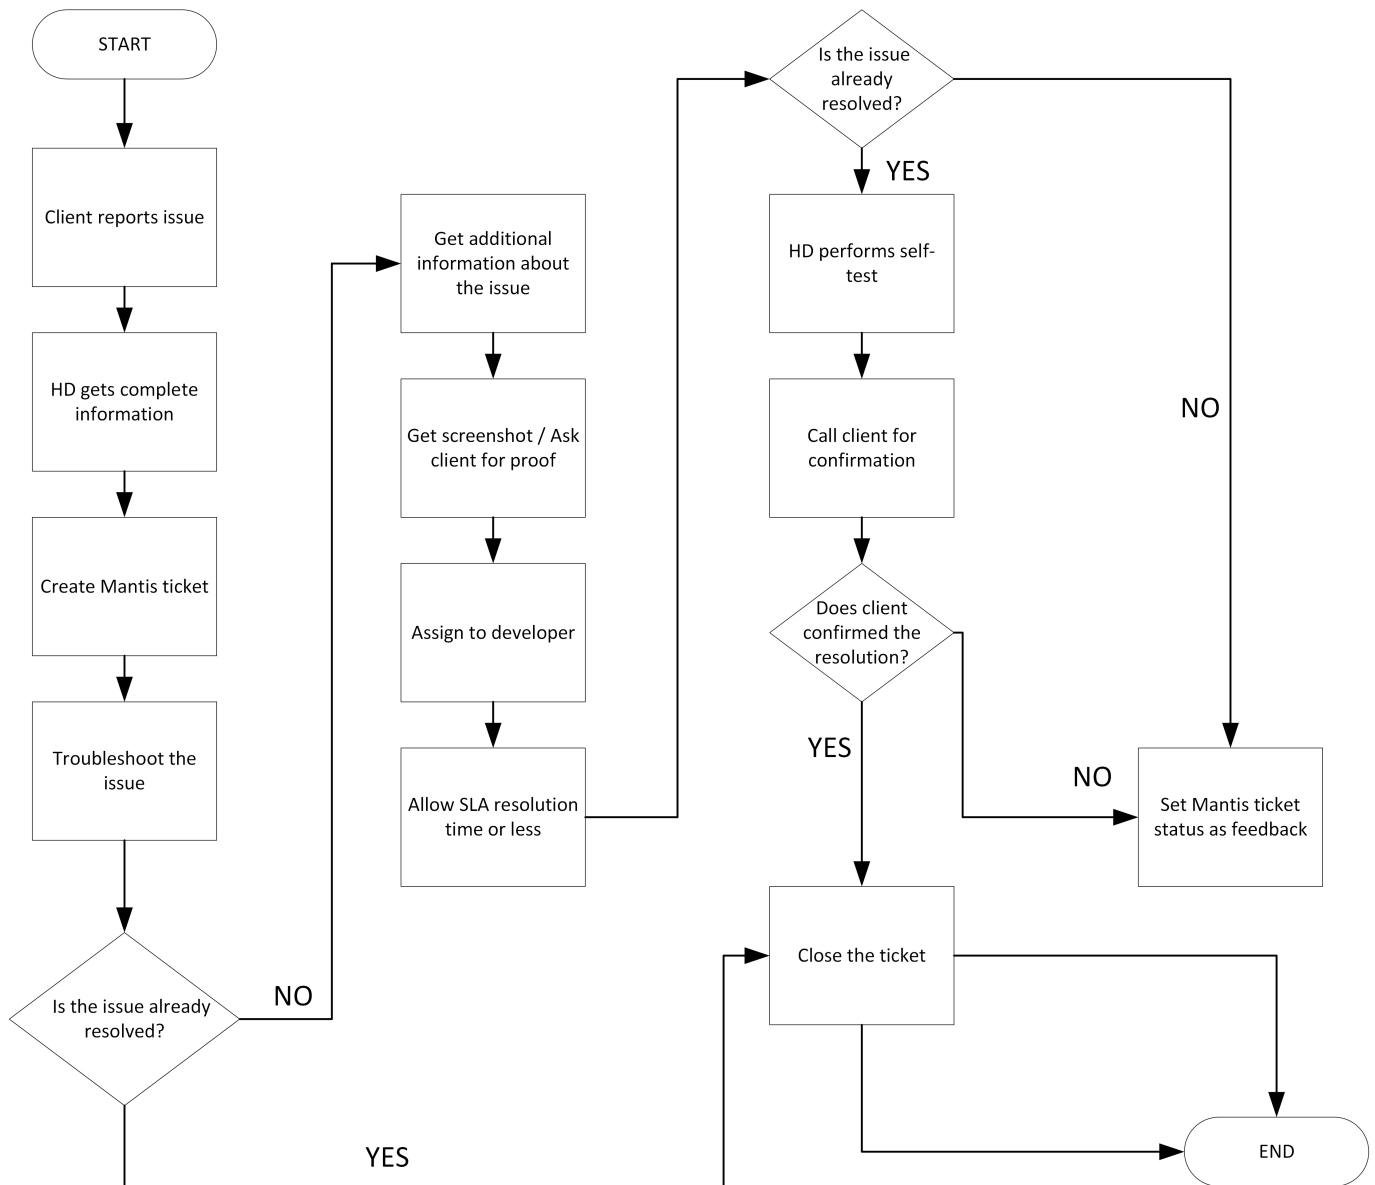 START
Client reports issue
HD gets complete
information
Create Mantis ticket
Troubleshoot the
issue
Is the issue already
resolved?
NO
YES
Get additional
information about
the issue
Get screenshot / Ask
client for proof
Assign to developer
Allow SLA resolution
time or less
Is the issue
already
resolved?
YES
NO
HD performs self-
test
Call client for
confirmation
Does client
confirmed the
resolution?
YES
NO
Set Mantis ticket
status as feedback
Close the ticket
END